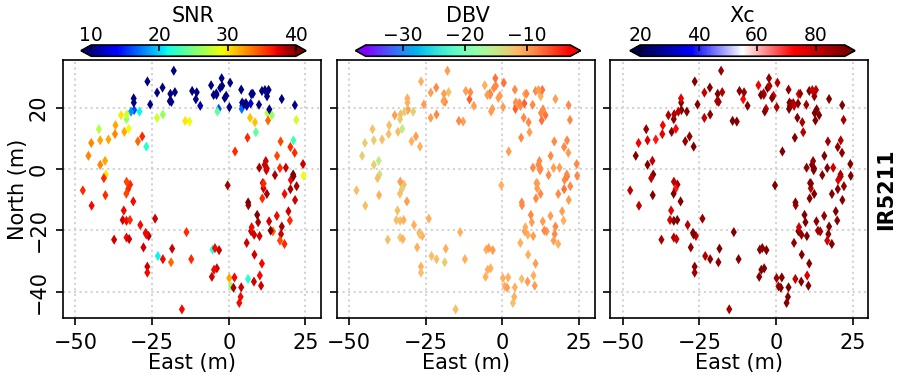 SNR DBV Xc
10 20 30 40 −30 −20 −10 20 40 60 80
North (m)
20
0
−20
−40
−50 −25 0 25 −50 −25 0 25 −50 −25 0 25
East (m) East (m) East (m)
IR5211